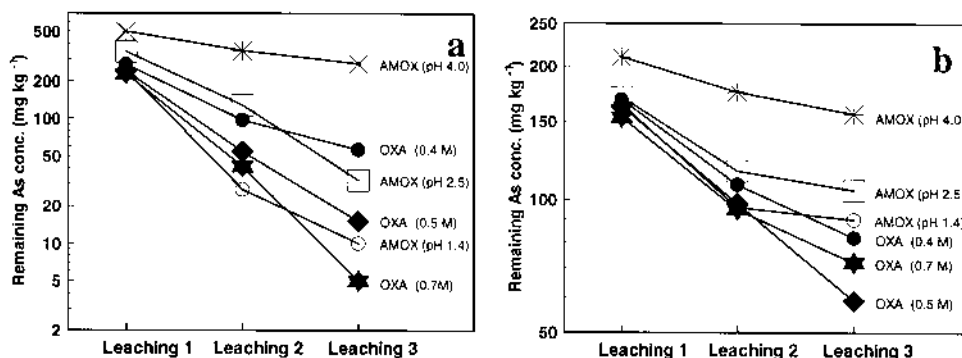 a
Remaining As conc. (mg kg⁻¹)
500
200
100
50
20
10
5
2
AMOX (pH 4.0)
OXA (0.4 M)
AMOX (pH 2.5)
OXA (0.5 M)
AMOX (pH 1.4)
OXA (0.7M)
Leaching 1 Leaching 2 Leaching 3
b
Remaining As conc. (mg kg⁻¹)
250
200
150
100
50
AMOX (pH 4.0
AMOX (pH 2.5
AMOX (pH 1.4)
OXA (0.4 M)
OXA (0.7 M)
OXA (0.5 M)
Leaching 1 Leaching 2 Leaching 3